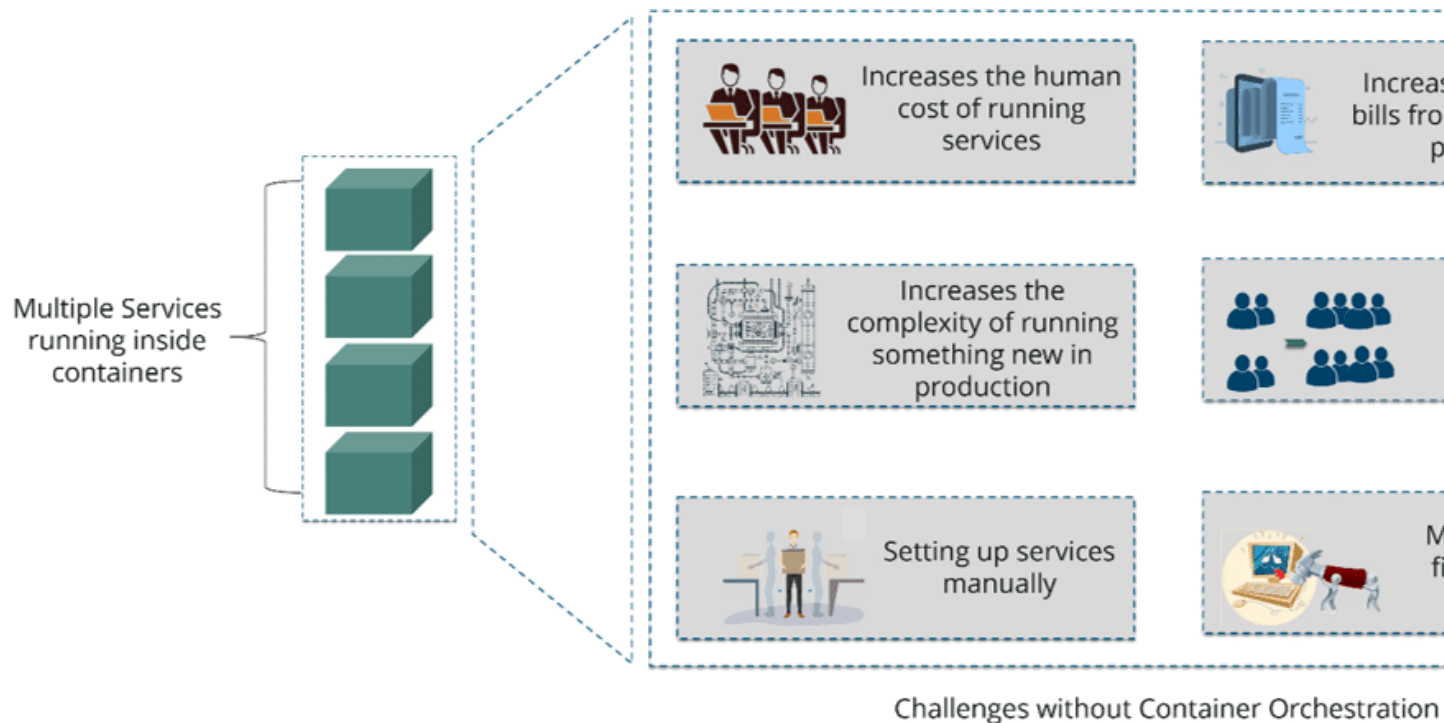 Multiple Services
running inside
containers
Increases the human
cost of running
services
Increases the
complexity of running
something new in
production
Setting up services
manually
bills
Challenges without Container Orchestration